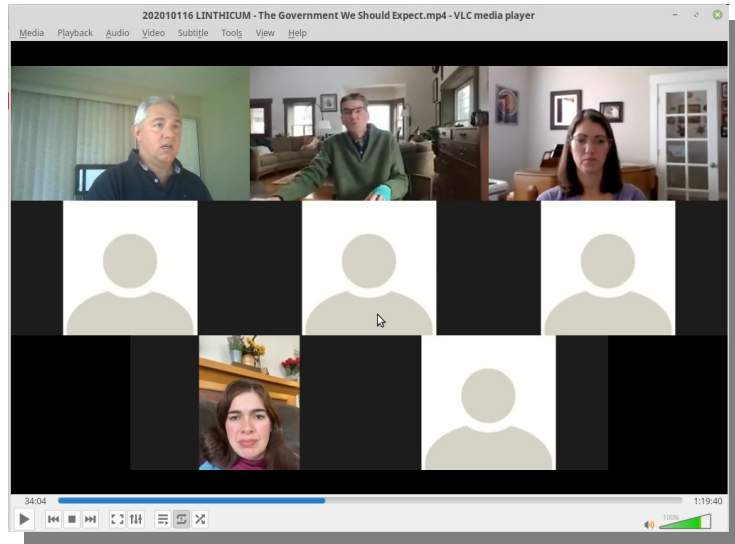 202010116 LINTHICUM - The Government We Should Expect.mp4 - VLC media player
Media Playback Audio Video Subtitle Tools View Help
34:04 1:19:40
100%